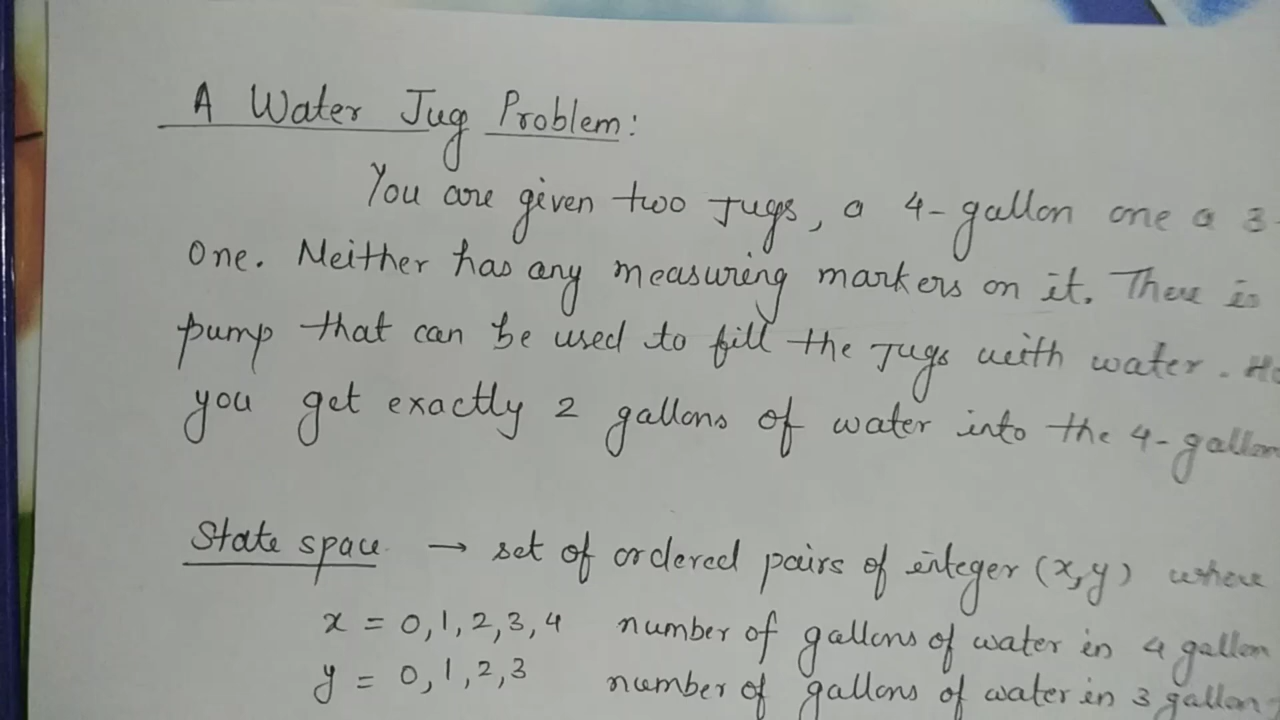 A Water Jug Problem:
You are given two Jugs, a 4-gallon one a 3-
one. Neither has any measuring markers on it. There is
pump that can be used to fill the Jugs with water.
you get exactly 2 gallons of water into the 4-gallon
State space → set of ordered pairs of integer (x,y) where
x = 0,1,2,3,4 number of gallons of water in 4 gallon
y = 0,1,2,3 number of gallons of water in 3 gallon